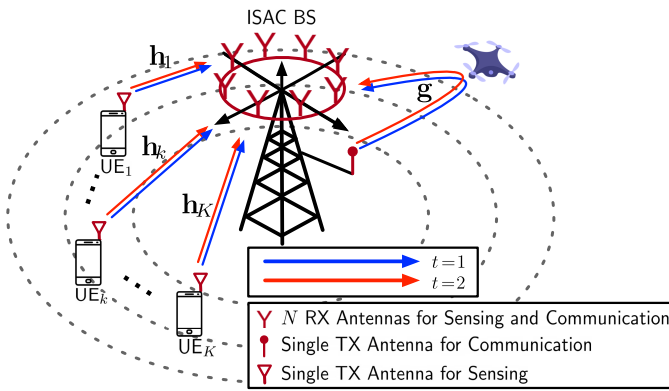 ISAC BS
h1
g
UE1
hk
hK
UEk
UEK
t=1
t=2
N RX Antennas for Sensing and Communication
Single TX Antenna for Communication
Single TX Antenna for Sensing